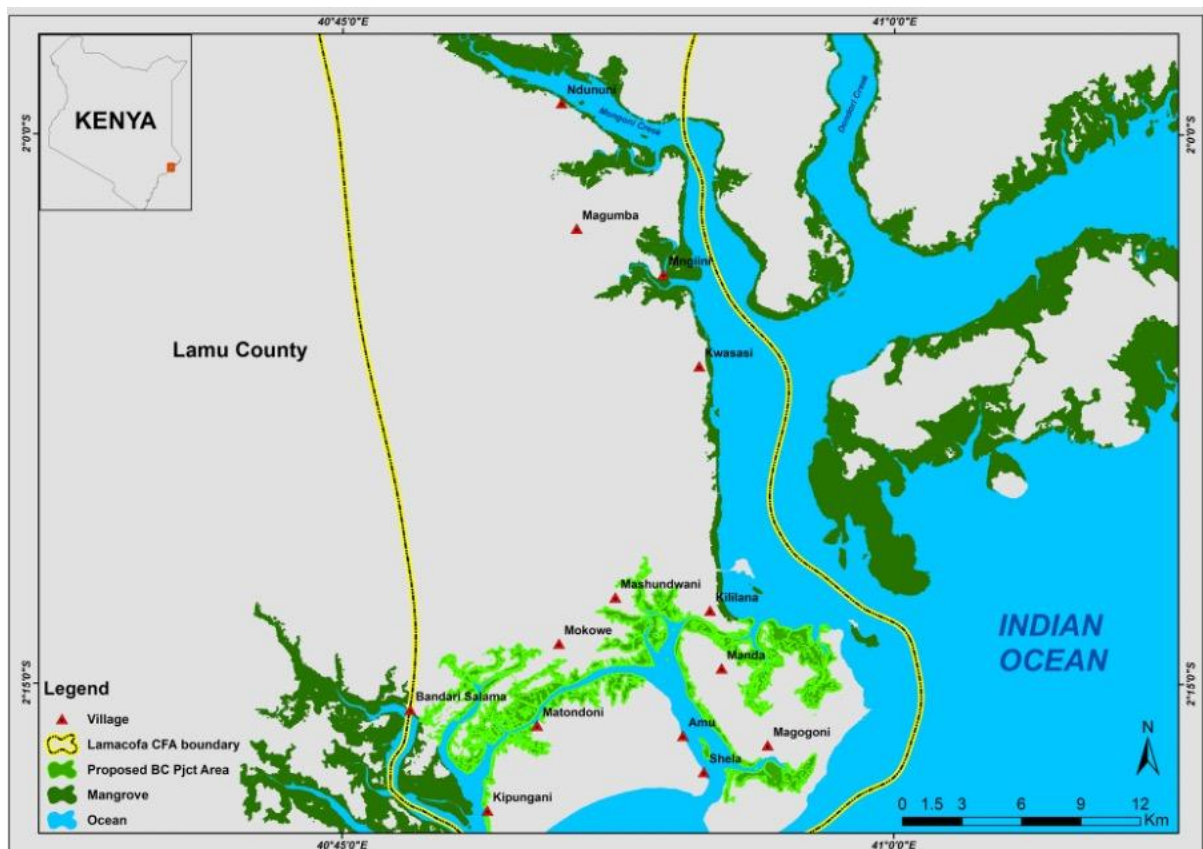 40°45'0"E
41°0'0"E
KENYA
Ndununi
Mongoni Creek
Dondori Creek
2°0'0"S
2°0'0"S
Magumba
Mngiini
Lamu County
Kwasasi
Mashundwani
Kililana
Mokowe
Manda
INDIAN
OCEAN
2°15'0"S
2°15'0"S
Bandari Salama
Matondoni
Amu
Magogoni
Shela
Kipungani
Legend
Village
Lamacofa CFA boundary
Proposed BC Pjct Area
Mangrove
Ocean
N
0 1.5 3 6 9 12
Km
40°45'0"E
41°0'0"E